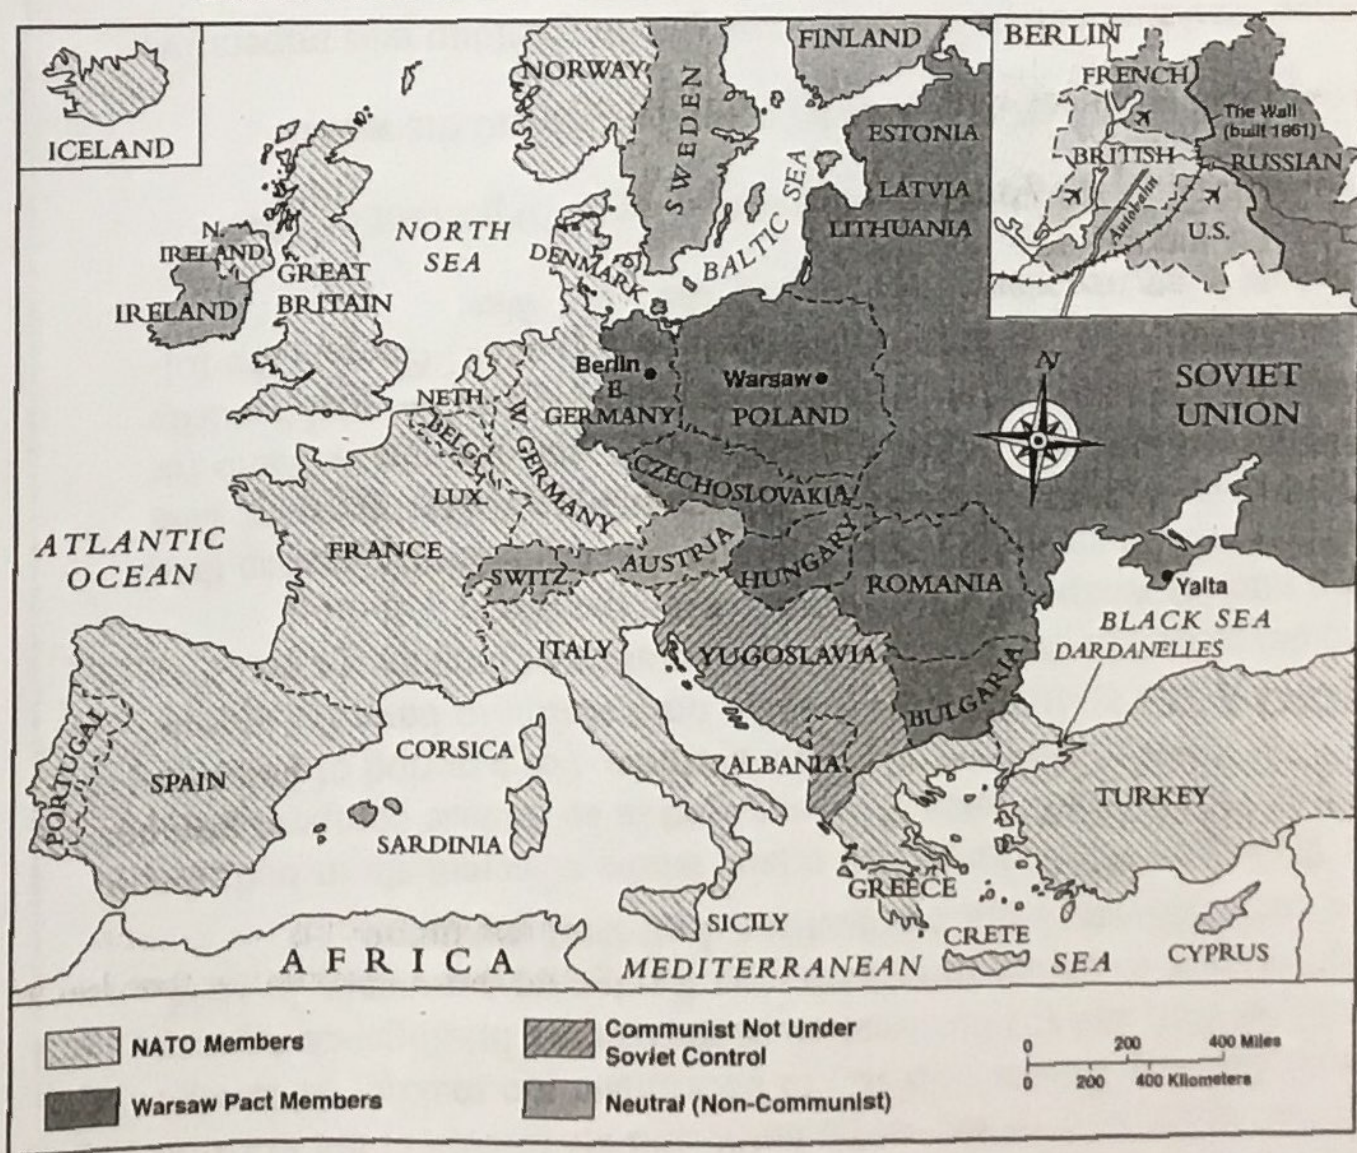 ICELAND
NORWAY
SWEDEN
FINLAND
ESTONIA
LATVIA
LITHUANIA
BALTIC SEA
NORTH
SEA
DENMARK
N.
IRELAND
IRELAND
GREAT
BRITAIN
NETH.
BELG.
LUX.
W. GERMANY
Berlin
E.
GERMANY
Warsaw
POLAND
CZECHOSLOVAKIA
SOVIET
UNION
N
ATLANTIC
OCEAN
FRANCE
SWITZ.
AUSTRIA
HUNGARY
ROMANIA
Yalta
BLACK SEA
DARDANELLES
ITALY
YUGOSLAVIA
BULGARIA
PORTUGAL
SPAIN
CORSICA
SARDINIA
ALBANIA
TURKEY
GREECE
SICILY
CRETE
CYPRUS
AFRICA
MEDITERRANEAN SEA
BERLIN
FRENCH
The Wall
(built 1961)
BRITISH
RUSSIAN
Autobahn
U.S.
NATO Members
Warsaw Pact Members
Communist Not Under
Soviet Control
Neutral (Non-Communist)
0 200 400 Miles
0 200 400 Kilometers